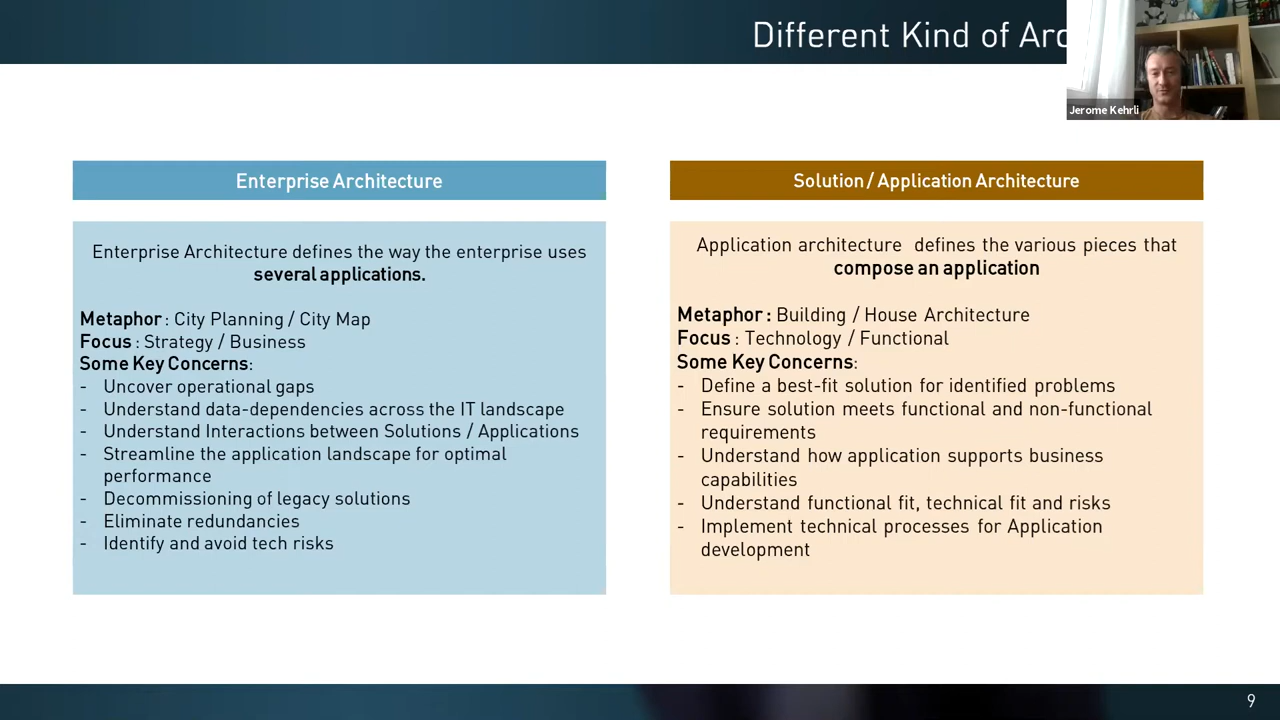 Different Kind of Arc
Jerome Kehrli
Enterprise Architecture
Enterprise Architecture defines the way the enterprise uses
several applications.
Metaphor : City Planning / City Map
Focus : Strategy / Business
Some Key Concerns:
- Uncover operational gaps
- Understand data-dependencies across the IT landscape
- Understand Interactions between Solutions / Applications
- Streamline the application landscape for optimal
performance
- Decommissioning of legacy solutions
- Eliminate redundancies
- Identify and avoid tech risks
Solution / Application Architecture
Application architecture defines the various pieces that
compose an application
Metaphor : Building / House Architecture
Focus : Technology / Functional
Some Key Concerns:
- Define a best-fit solution for identified problems
- Ensure solution meets functional and non-functional
requirements
- Understand how application supports business
capabilities
- Understand functional fit, technical fit and risks
- Implement technical processes for Application
development
9